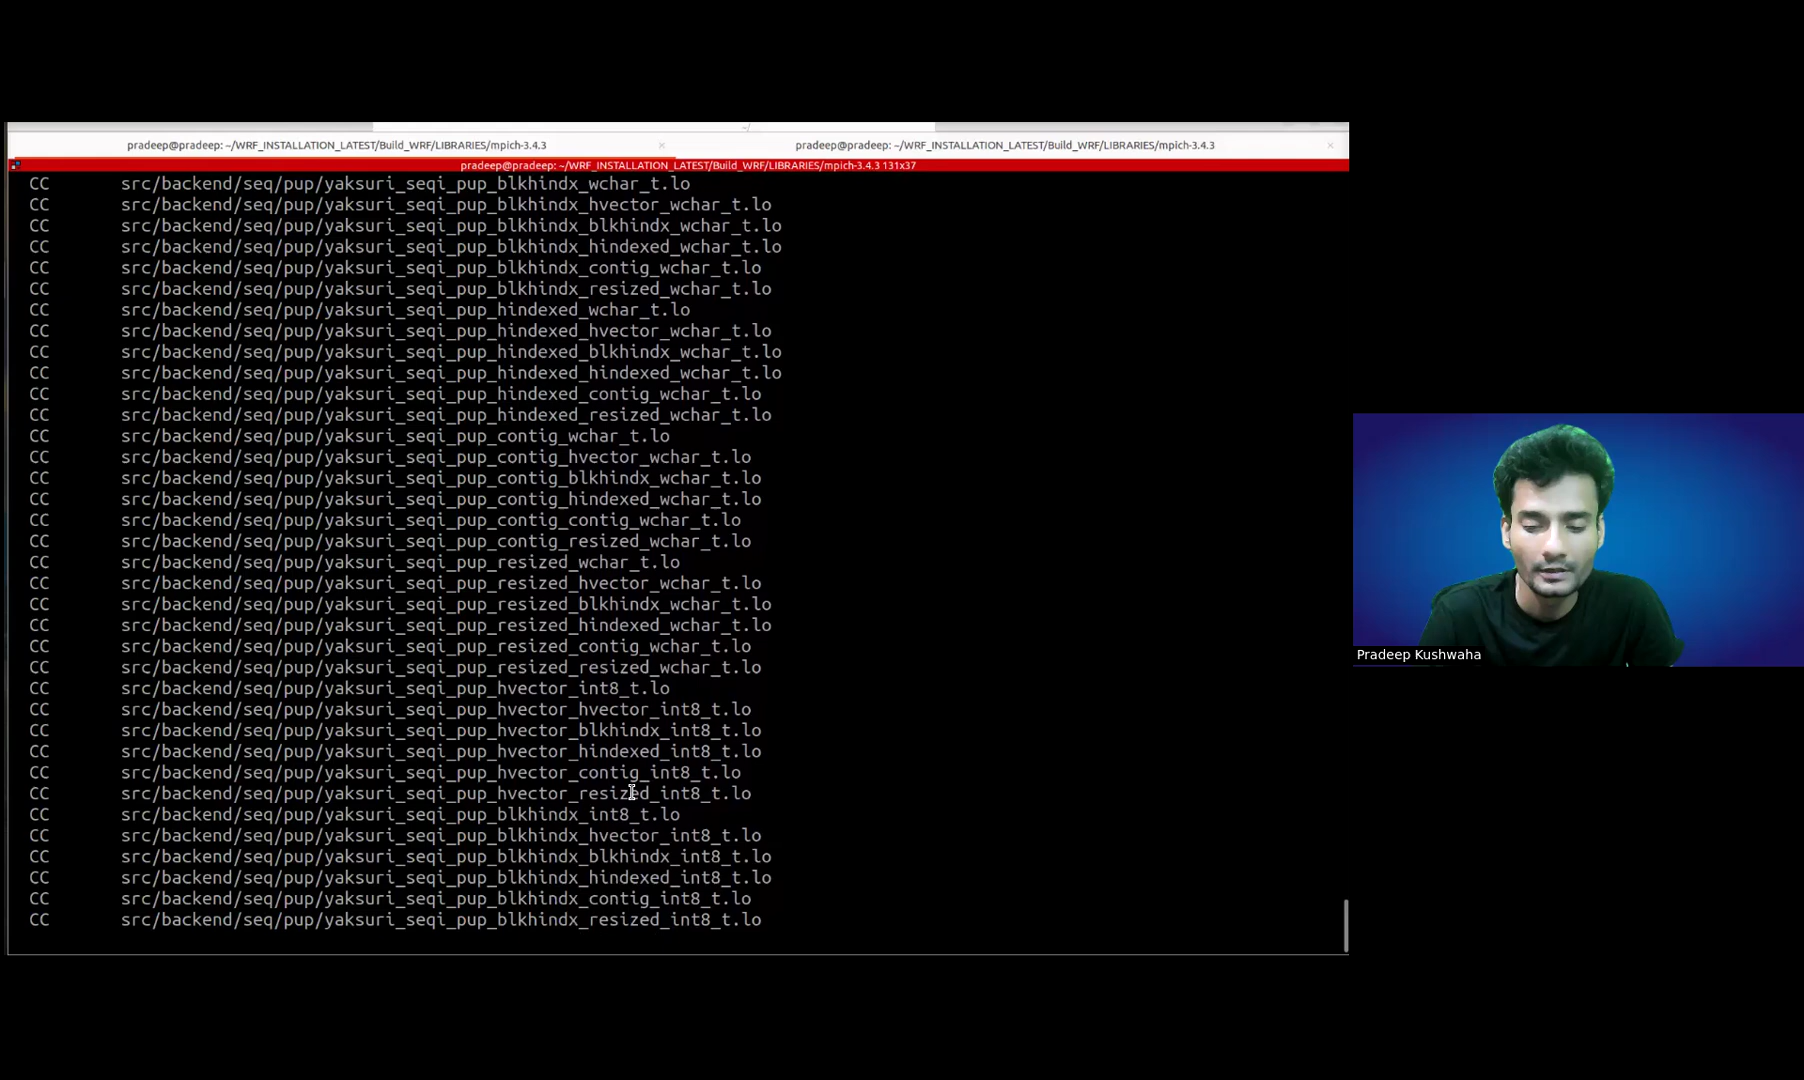 ~/
pradeep@pradeep: ~/WRF_INSTALLATION_LATEST/Build_WRF/LIBRARIES/mpich-3.4.3 ×
pradeep@pradeep: ~/WRF_INSTALLATION_LATEST/Build_WRF/LIBRARIES/mpich-3.4.3 ×
pradeep@pradeep: ~/WRF_INSTALLATION_LATEST/Build_WRF/LIBRARIES/mpich-3.4.3 131x37
CC src/backend/seq/pup/yaksuri_seqi_pup_blkhindx_wchar_t.lo
CC src/backend/seq/pup/yaksuri_seqi_pup_blkhindx_hvector_wchar_t.lo
CC src/backend/seq/pup/yaksuri_seqi_pup_blkhindx_blkhindx_wchar_t.lo
CC src/backend/seq/pup/yaksuri_seqi_pup_blkhindx_hindexed_wchar_t.lo
CC src/backend/seq/pup/yaksuri_seqi_pup_blkhindx_contig_wchar_t.lo
CC src/backend/seq/pup/yaksuri_seqi_pup_blkhindx_resized_wchar_t.lo
CC src/backend/seq/pup/yaksuri_seqi_pup_hindexed_wchar_t.lo
CC src/backend/seq/pup/yaksuri_seqi_pup_hindexed_hvector_wchar_t.lo
CC src/backend/seq/pup/yaksuri_seqi_pup_hindexed_blkhindx_wchar_t.lo
CC src/backend/seq/pup/yaksuri_seqi_pup_hindexed_hindexed_wchar_t.lo
CC src/backend/seq/pup/yaksuri_seqi_pup_hindexed_contig_wchar_t.lo
CC src/backend/seq/pup/yaksuri_seqi_pup_hindexed_resized_wchar_t.lo
CC src/backend/seq/pup/yaksuri_seqi_pup_contig_wchar_t.lo
CC src/backend/seq/pup/yaksuri_seqi_pup_contig_hvector_wchar_t.lo
CC src/backend/seq/pup/yaksuri_seqi_pup_contig_blkhindx_wchar_t.lo
CC src/backend/seq/pup/yaksuri_seqi_pup_contig_hindexed_wchar_t.lo
CC src/backend/seq/pup/yaksuri_seqi_pup_contig_contig_wchar_t.lo
CC src/backend/seq/pup/yaksuri_seqi_pup_contig_resized_wchar_t.lo
CC src/backend/seq/pup/yaksuri_seqi_pup_resized_wchar_t.lo
CC src/backend/seq/pup/yaksuri_seqi_pup_resized_hvector_wchar_t.lo
CC src/backend/seq/pup/yaksuri_seqi_pup_resized_blkhindx_wchar_t.lo
CC src/backend/seq/pup/yaksuri_seqi_pup_resized_hindexed_wchar_t.lo
CC src/backend/seq/pup/yaksuri_seqi_pup_resized_contig_wchar_t.lo
CC src/backend/seq/pup/yaksuri_seqi_pup_resized_resized_wchar_t.lo
CC src/backend/seq/pup/yaksuri_seqi_pup_hvector_int8_t.lo
CC src/backend/seq/pup/yaksuri_seqi_pup_hvector_hvector_int8_t.lo
CC src/backend/seq/pup/yaksuri_seqi_pup_hvector_blkhindx_int8_t.lo
CC src/backend/seq/pup/yaksuri_seqi_pup_hvector_hindexed_int8_t.lo
CC src/backend/seq/pup/yaksuri_seqi_pup_hvector_contig_int8_t.lo
CC src/backend/seq/pup/yaksuri_seqi_pup_hvector_resized_int8_t.lo
CC src/backend/seq/pup/yaksuri_seqi_pup_blkhindx_int8_t.lo
CC src/backend/seq/pup/yaksuri_seqi_pup_blkhindx_hvector_int8_t.lo
CC src/backend/seq/pup/yaksuri_seqi_pup_blkhindx_blkhindx_int8_t.lo
CC src/backend/seq/pup/yaksuri_seqi_pup_blkhindx_hindexed_int8_t.lo
CC src/backend/seq/pup/yaksuri_seqi_pup_blkhindx_contig_int8_t.lo
CC src/backend/seq/pup/yaksuri_seqi_pup_blkhindx_resized_int8_t.lo
Pradeep Kushwaha